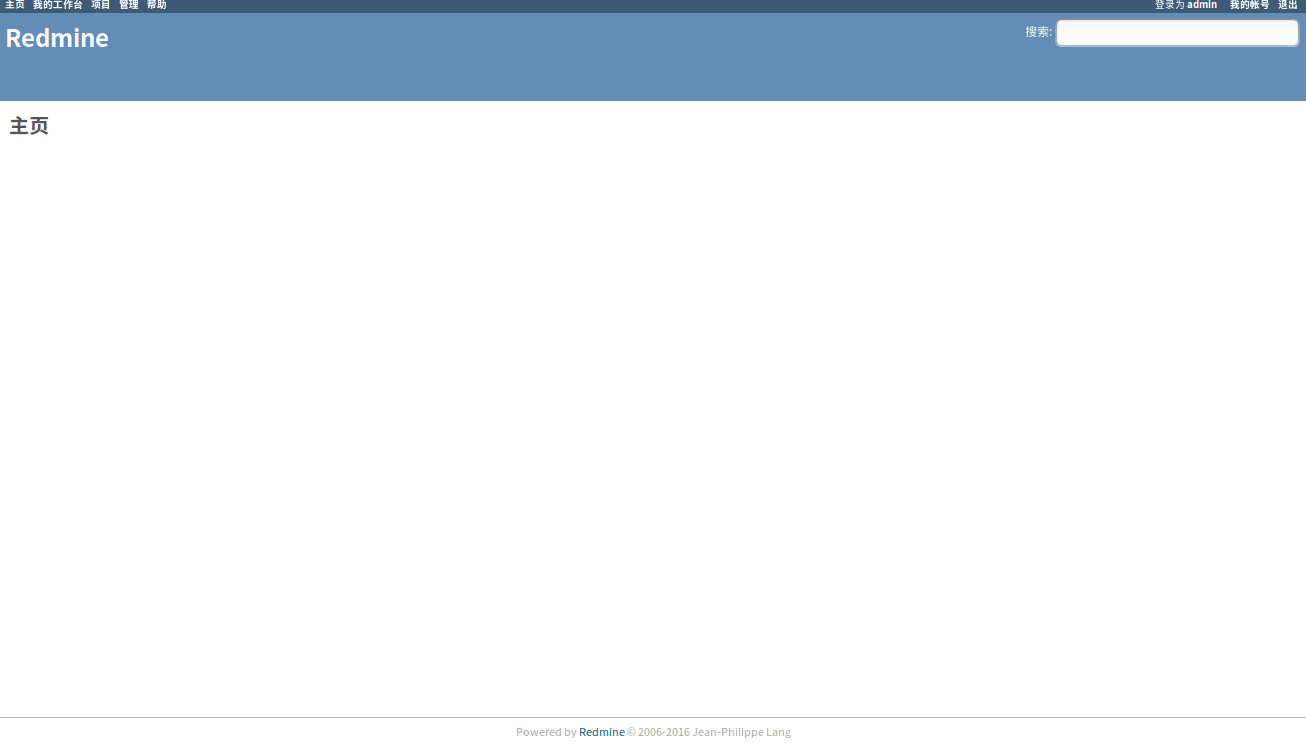 主页 我的工作台 项目 管理 帮助 登录为 admin 我的帐号 退出
Redmine 搜索:
主页
Powered by Redmine © 2006-2016 Jean-Philippe Lang